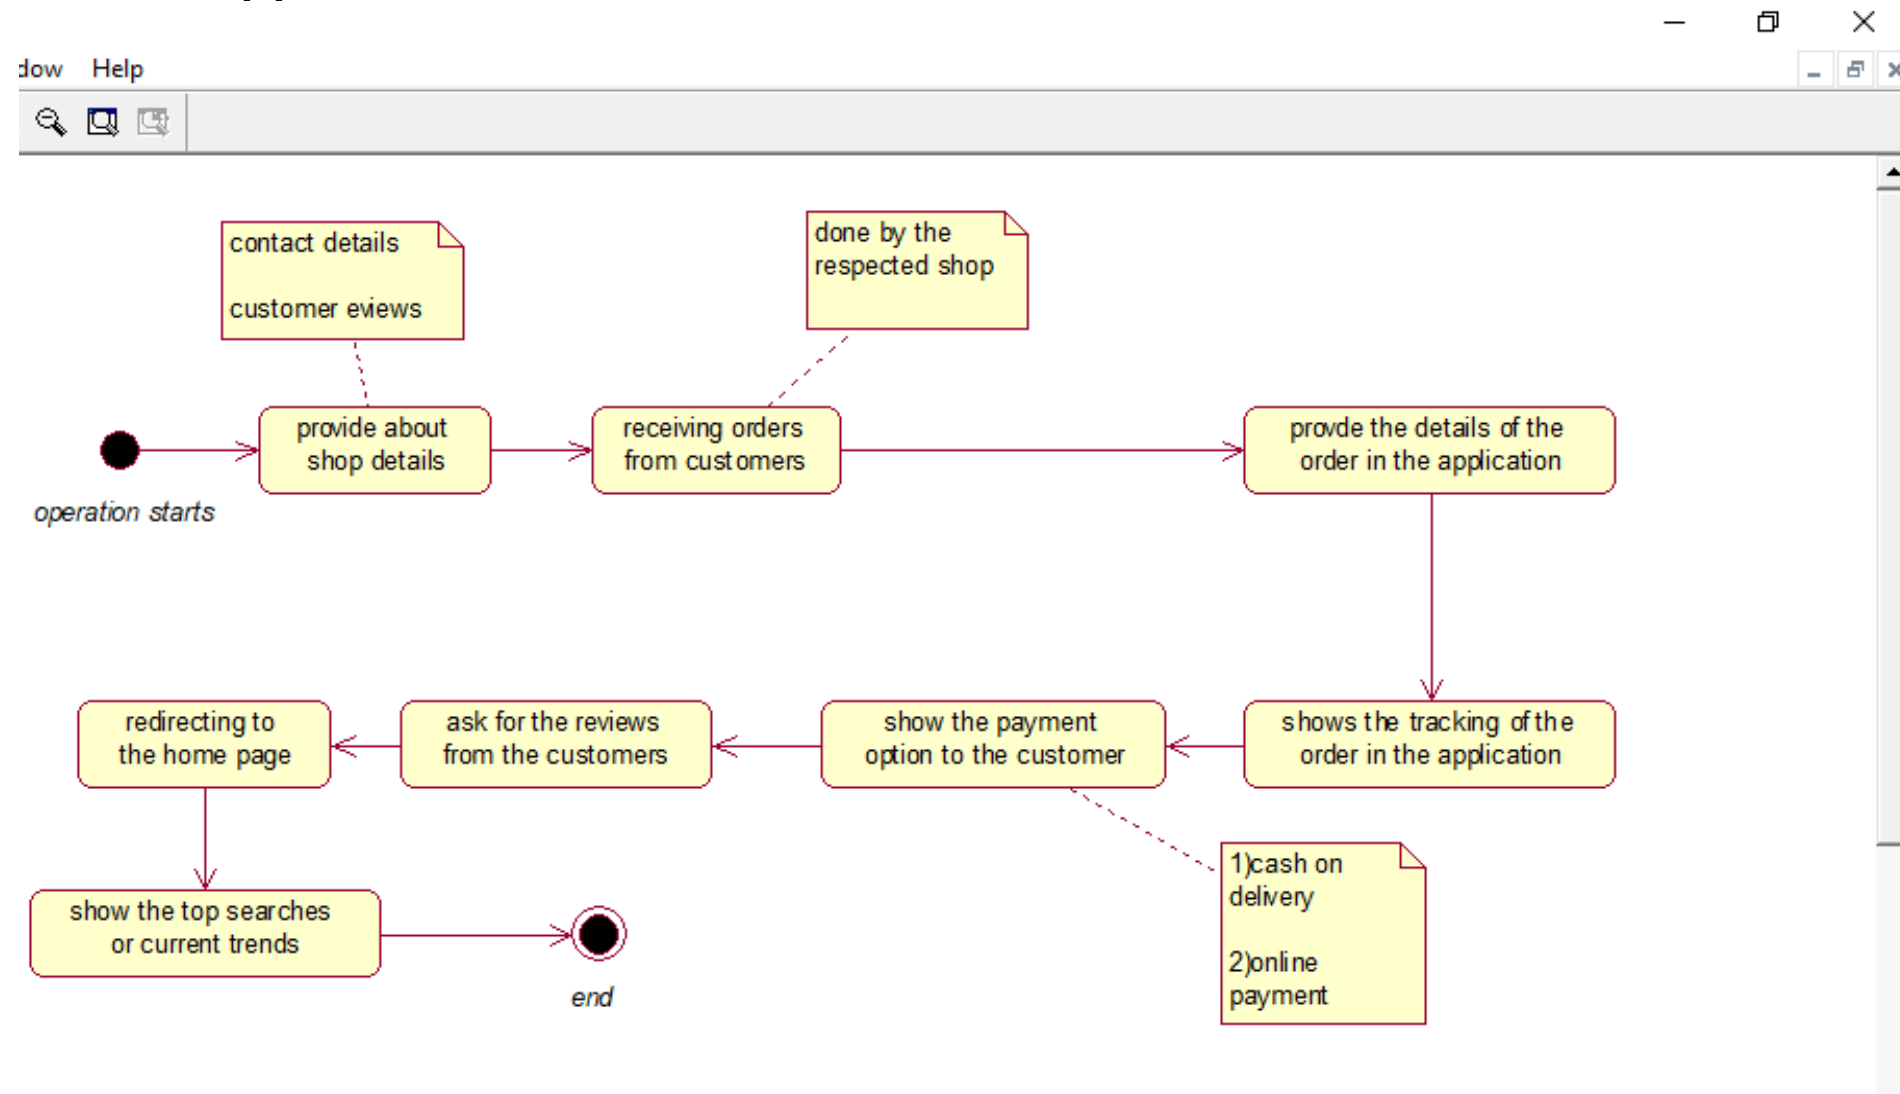 dow Help
contact details
customer eviews
done by the
respected shop
provide about
shop details
receiving orders
from customers
provde the details of the
order in the application
operation starts
redirecting to
the home page
ask for the reviews
from the customers
show the payment
option to the customer
shows the tracking of the
order in the application
1)cash on
delivery
2)online
payment
show the top searches
or current trends
end